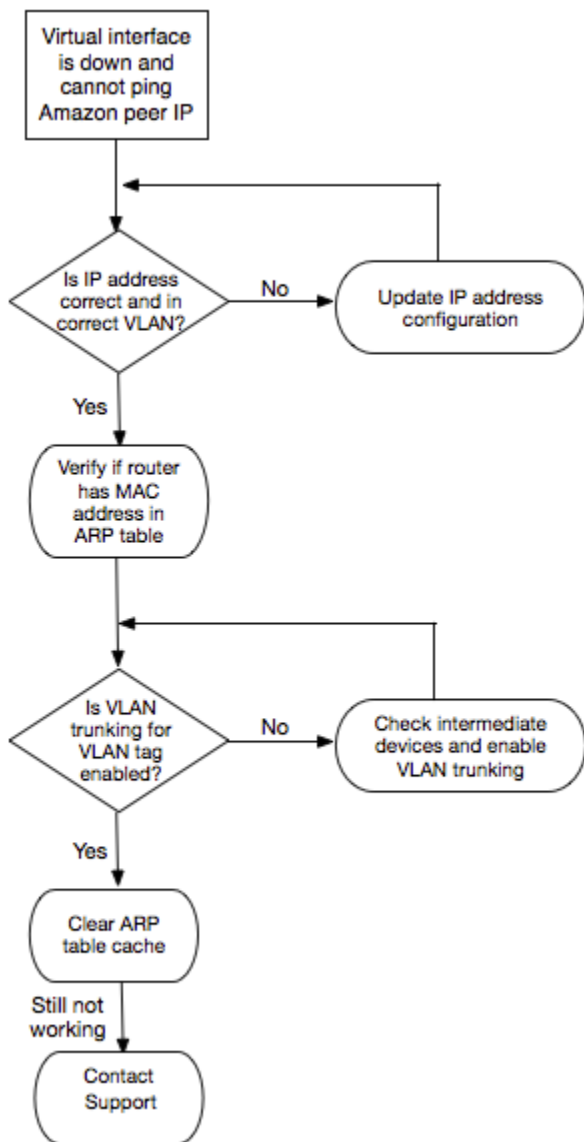 Virtual interface
is down and
cannot ping
Amazon peer IP
Is IP address
correct and in
correct VLAN?
No
Update IP address
configuration
Yes
Verify if router
has MAC
address in
ARP table
Is VLAN
trunking for
VLAN tag
enabled?
No
Check intermediate
devices and enable
VLAN trunking
Yes
Clear ARP
table cache
Still not
working
Contact
Support